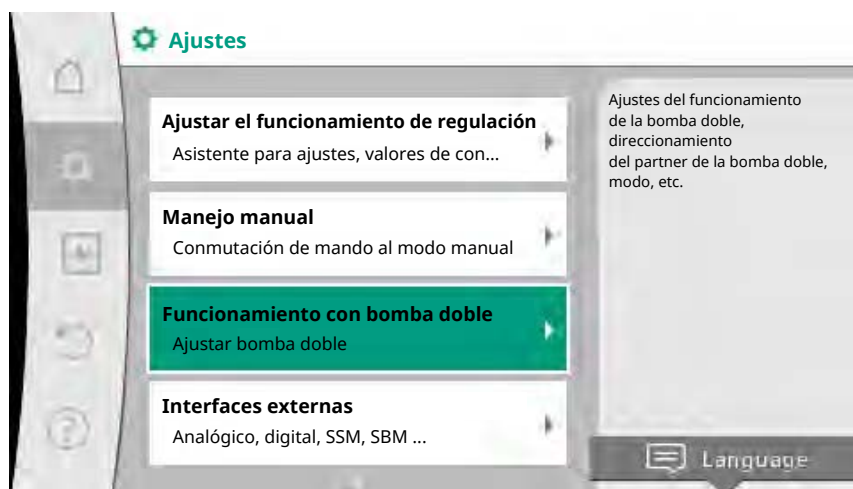 Ajustes
Ajustar el funcionamiento de regulación
Asistente para ajustes, valores de con...
Manejo manual
Conmutación de mando al modo manual
Funcionamiento con bomba doble
Ajustar bomba doble
Interfaces externas
Analógico, digital, SSM, SBM ...
Ajustes del funcionamiento
de la bomba doble,
direccionamiento
del partner de la bomba doble,
modo, etc.
Language